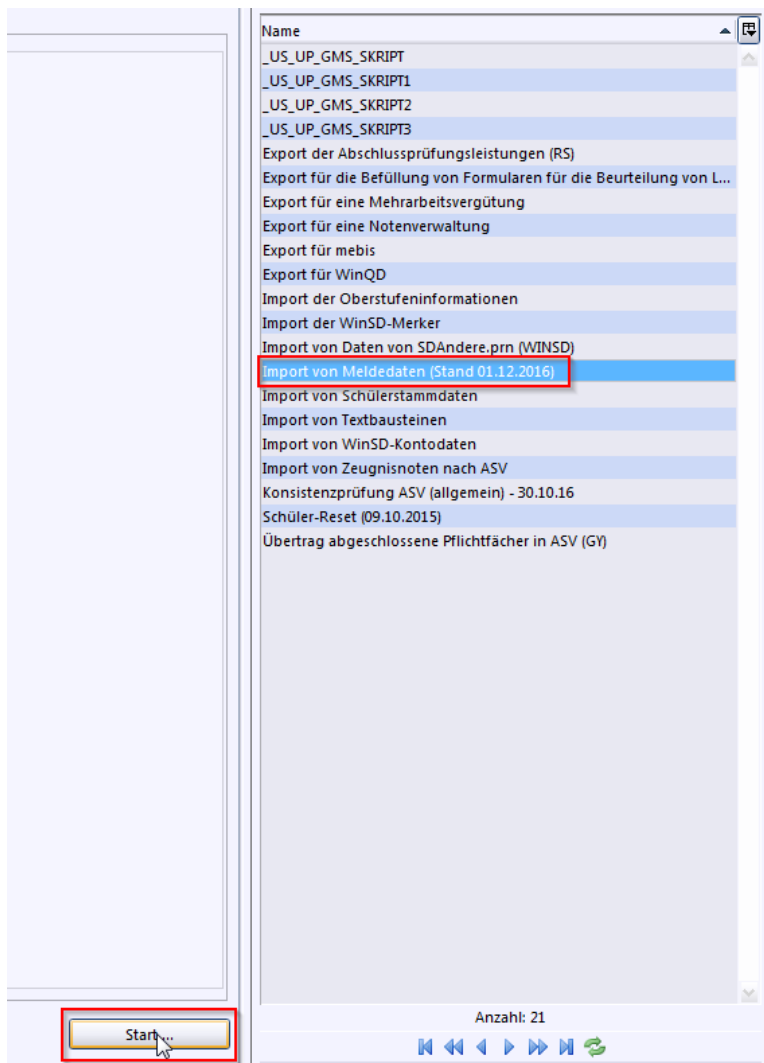 Name
_US_UP_GMS_SKRIPT
_US_UP_GMS_SKRIPT1
_US_UP_GMS_SKRIPT2
_US_UP_GMS_SKRIPT3
Export der Abschlussprüfungsleistungen (RS)
Export für die Befüllung von Formularen für die Beurteilung von L...
Export für eine Mehrarbeitsvergütung
Export für eine Notenverwaltung
Export für mebis
Export für WinQD
Import der Oberstufeninformationen
Import der WinSD-Merker
Import von Daten von SDAndere.prn (WINSD)
Import von Meldedaten (Stand 01.12.2016)
Import von Schülerstammdaten
Import von Textbausteinen
Import von WinSD-Kontodaten
Import von Zeugnisnoten nach ASV
Konsistenzprüfung ASV (allgemein) - 30.10.16
Schüler-Reset (09.10.2015)
Übertrag abgeschlossene Pflichtfächer in ASV (GY)
Anzahl: 21
Start ...